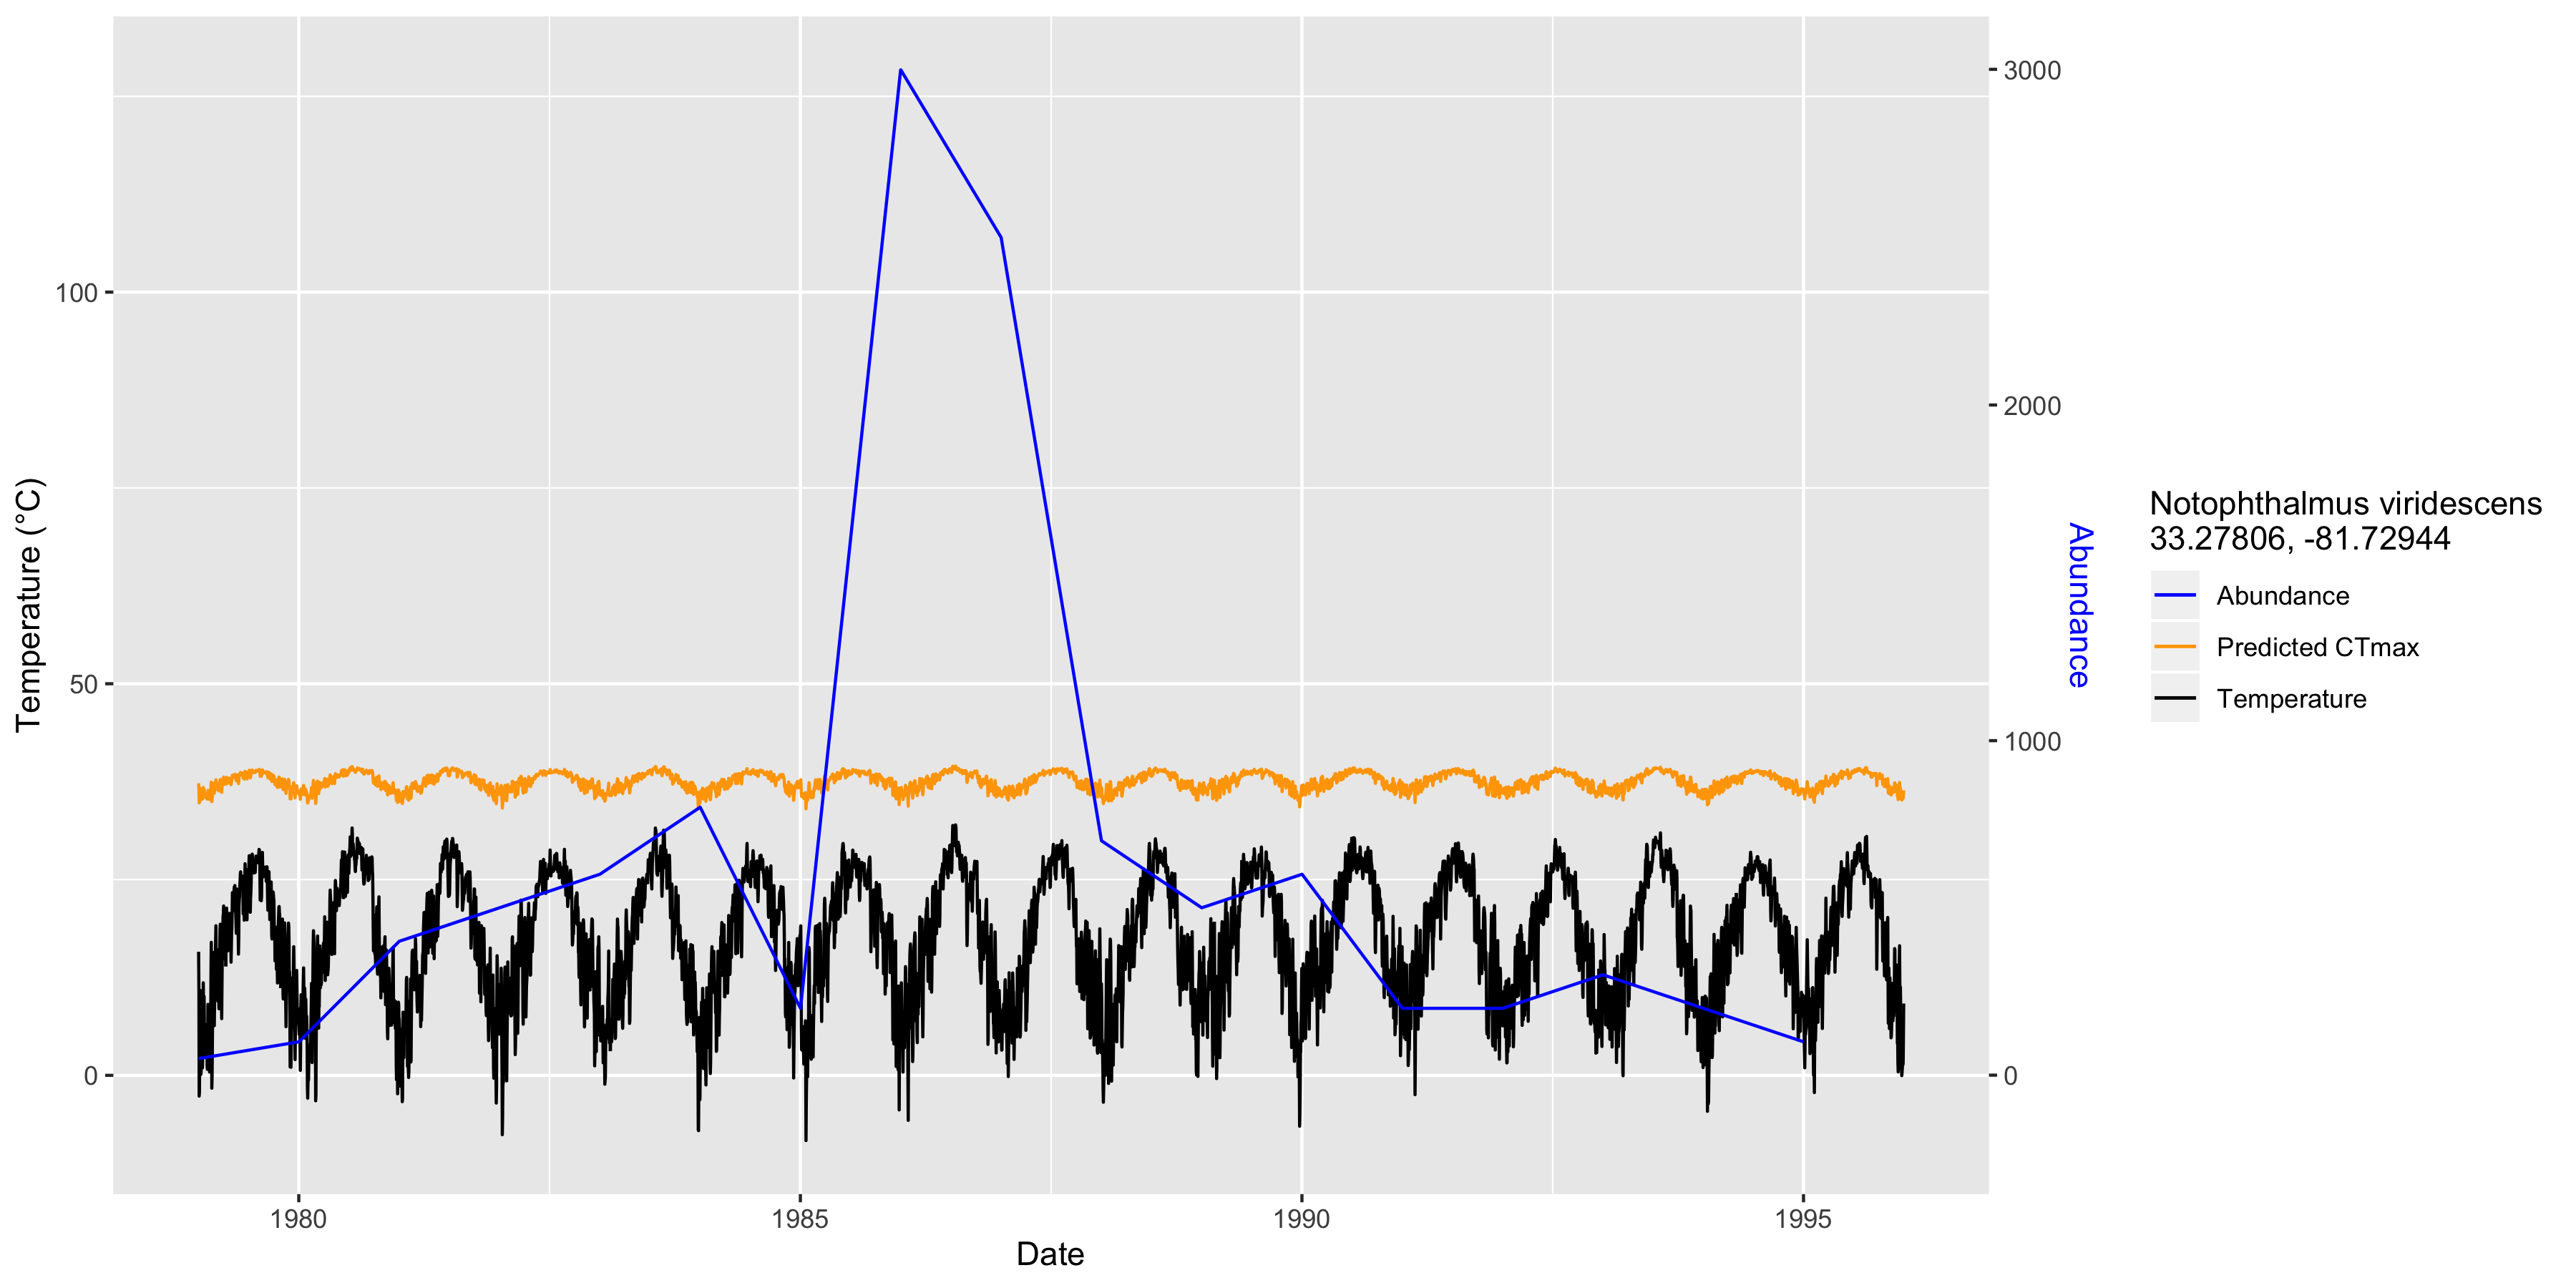 Temperature (°C)
100
50
0
1980
1985
1990
1995
Date
3000
2000
1000
0
Abundance
Notophthalmus viridescens
33.27806, -81.72944
Abundance
Predicted CTmax
Temperature